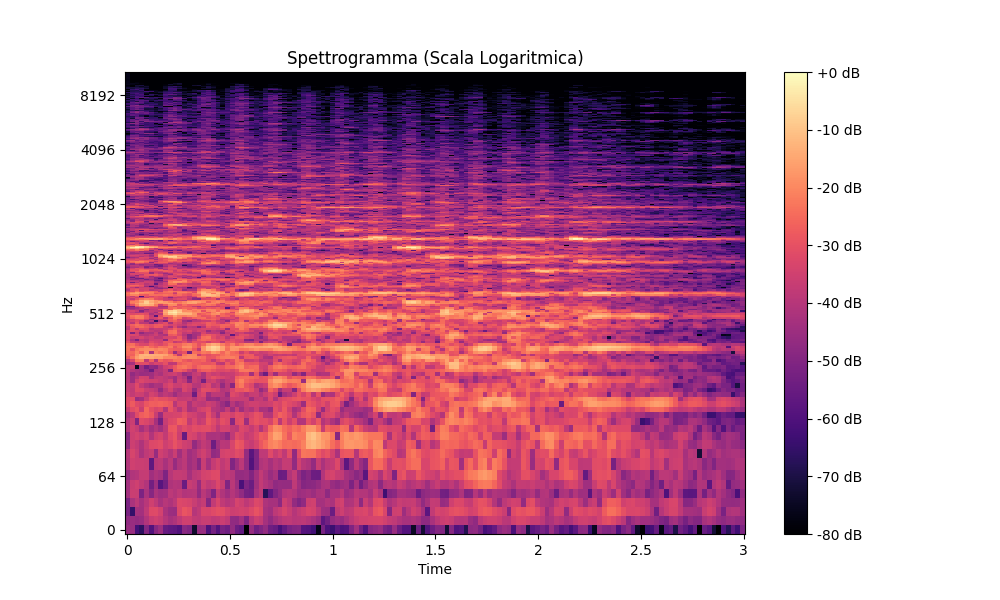 Spettrogramma (Scala Logaritmica)
Hz
8192
4096
2048
1024
512
256
128
64
0
0
0.5
1
1.5
2
2.5
3
Time
+0 dB
-10 dB
-20 dB
-30 dB
-40 dB
-50 dB
-60 dB
-70 dB
-80 dB